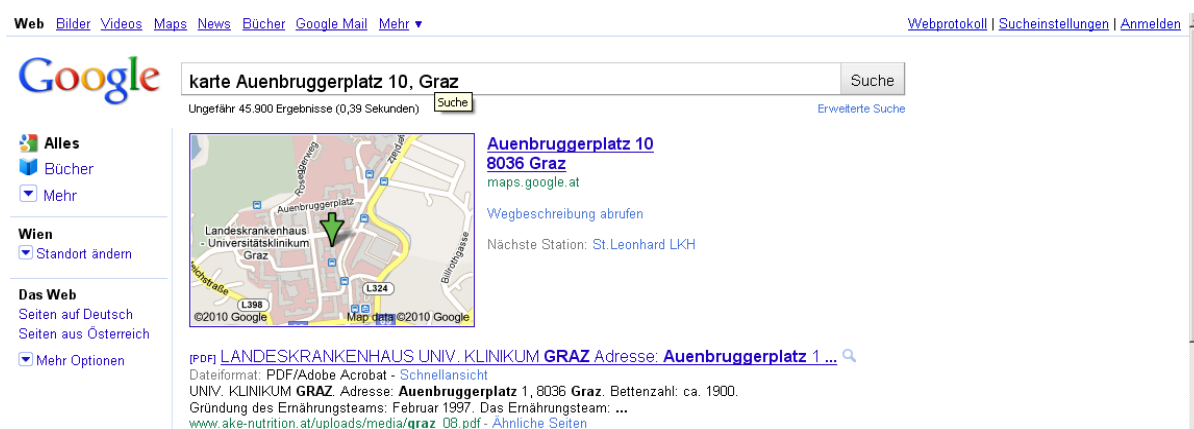 Web Bilder Videos Maps News Bücher Google Mail Mehr ▼
Webprotokoll | Sucheinstellungen | Anmelden
Google
karte Auenbruggerplatz 10, Graz
Suche
Suche
Ungefähr 45.900 Ergebnisse (0,39 Sekunden)
Erweiterte Suche
Alles
Bücher
Mehr
Wien
Standort ändern
Das Web
Seiten auf Deutsch
Seiten aus Österreich
Mehr Optionen
Roseggerweg
Auenbruggerplatz
Landeskrankenhaus
- Universitätsklinikum
Graz
Billrothgasse
L324
L398
©2010 Google
Map data ©2010 Google
Auenbruggerplatz 10
8036 Graz
maps.google.at
Wegbeschreibung abrufen
Nächste Station: St.Leonhard LKH
[PDF] LANDESKRANKENHAUS UNIV. KLINIKUM GRAZ Adresse: Auenbruggerplatz 1 ...
Dateiformat: PDF/Adobe Acrobat - Schnellansicht
UNIV. KLINIKUM GRAZ. Adresse: Auenbruggerplatz 1, 8036 Graz. Bettenzahl: ca. 1900.
Gründung des Ernährungsteams: Februar 1997. Das Ernährungsteam: ...
www.ake-nutrition.at/uploads/media/graz_08.pdf - Ähnliche Seiten